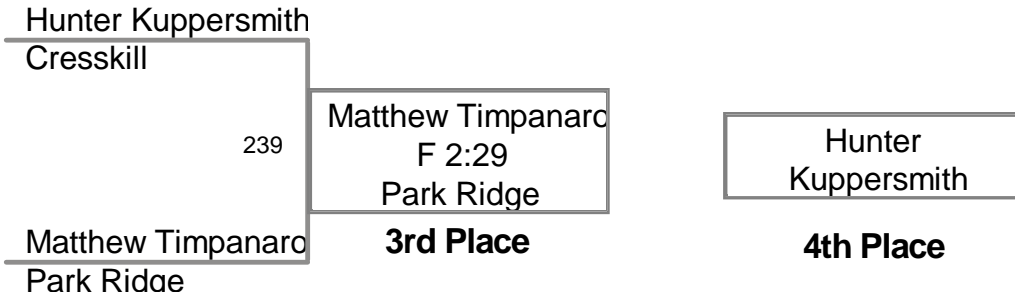 Hunter Kuppersmith
Cresskill
239
Matthew Timpanaro
F 2:29
Park Ridge
3rd Place
Hunter
Kuppersmith
4th Place
Matthew Timpanaro
Park Ridge